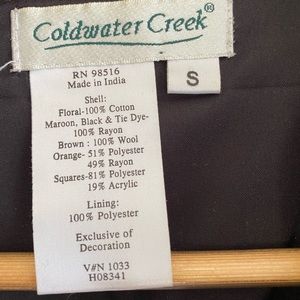 Coldwater Creek®
S
RN 98516
Made in India
Shell:
Floral-100% Cotton
Maroon, Black & Tie Dye-
100% Rayon
Brown : 100% Wool
Orange- 51% Polyester
49% Rayon
Squares-81% Polyester
19% Acrylic
Lining:
100% Polyester
Exclusive of
Decoration
V#N 1033
H08341